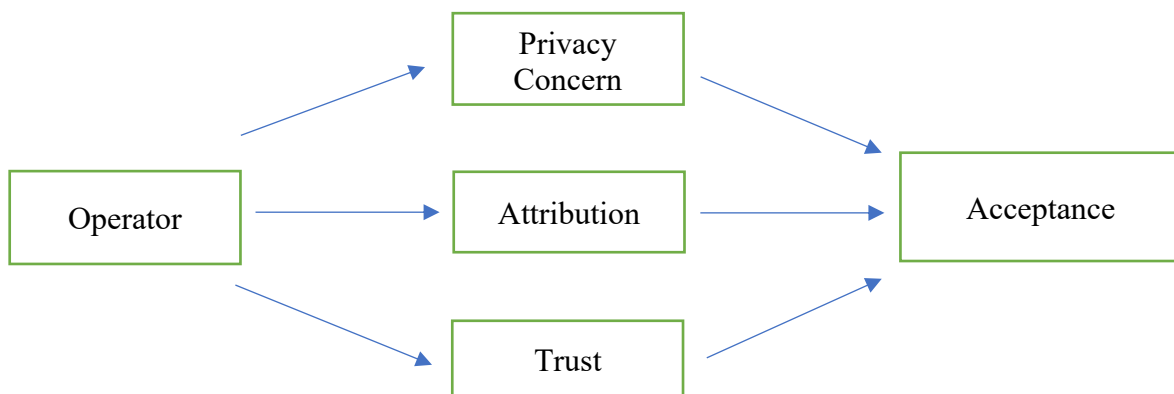 Privacy
Concern
Operator
Attribution
Acceptance
Trust